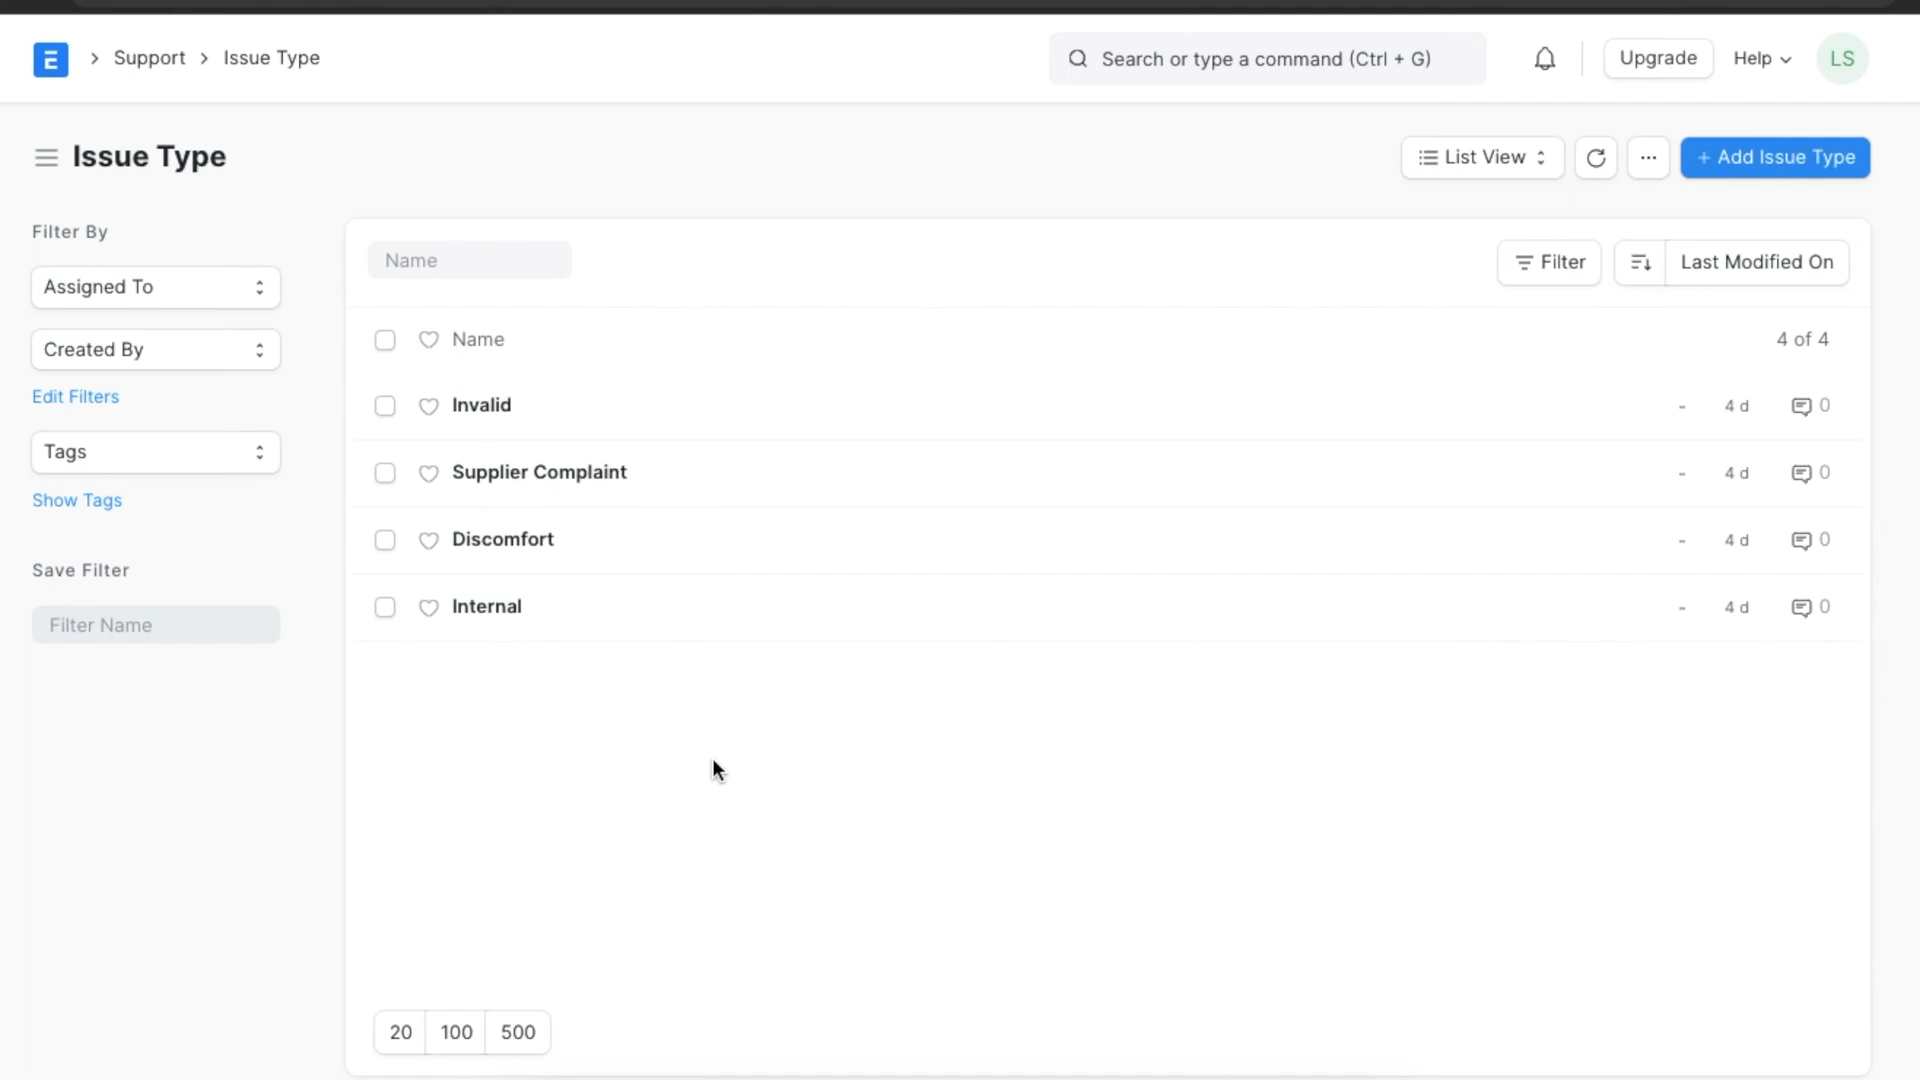 E > Support > Issue Type
Search or type a command (Ctrl + G)
Upgrade
Help
LS
Issue Type
List View
...
+ Add Issue Type
Filter By
Assigned To
Created By
Edit Filters
Tags
Show Tags
Save Filter
Filter Name
Name
Filter
Last Modified On
Name 4 of 4
Invalid - 4 d 0
Supplier Complaint - 4 d 0
Discomfort - 4 d 0
Internal - 4 d 0
20 100 500